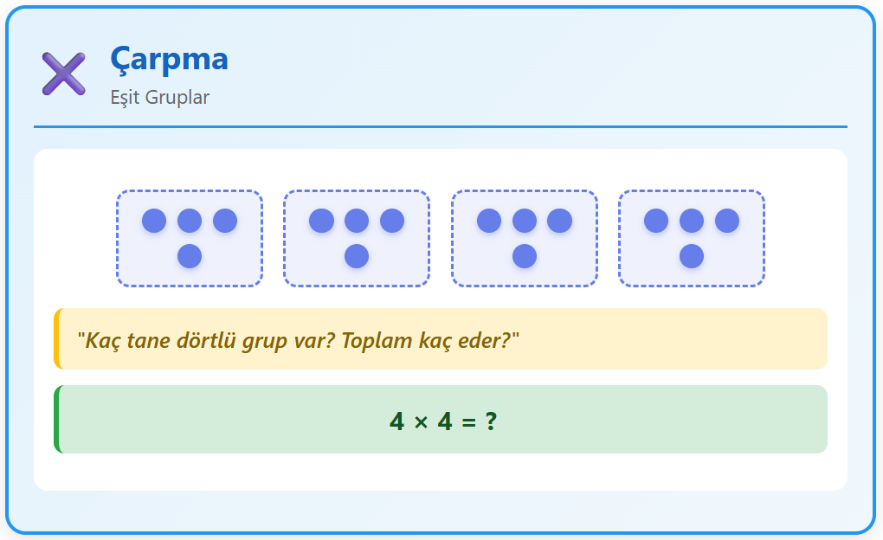 Çarpma
Eşit Gruplar
"Kaç tane dörtlü grup var? Toplam kaç eder?"
4 × 4 = ?